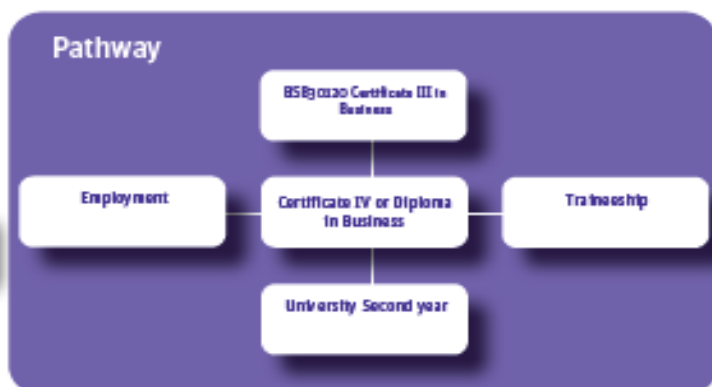 Pathway
BSB30120 Certificate III in
Business
Employment
Certificate IV or Diploma
in Business
Traineeship
University Second year